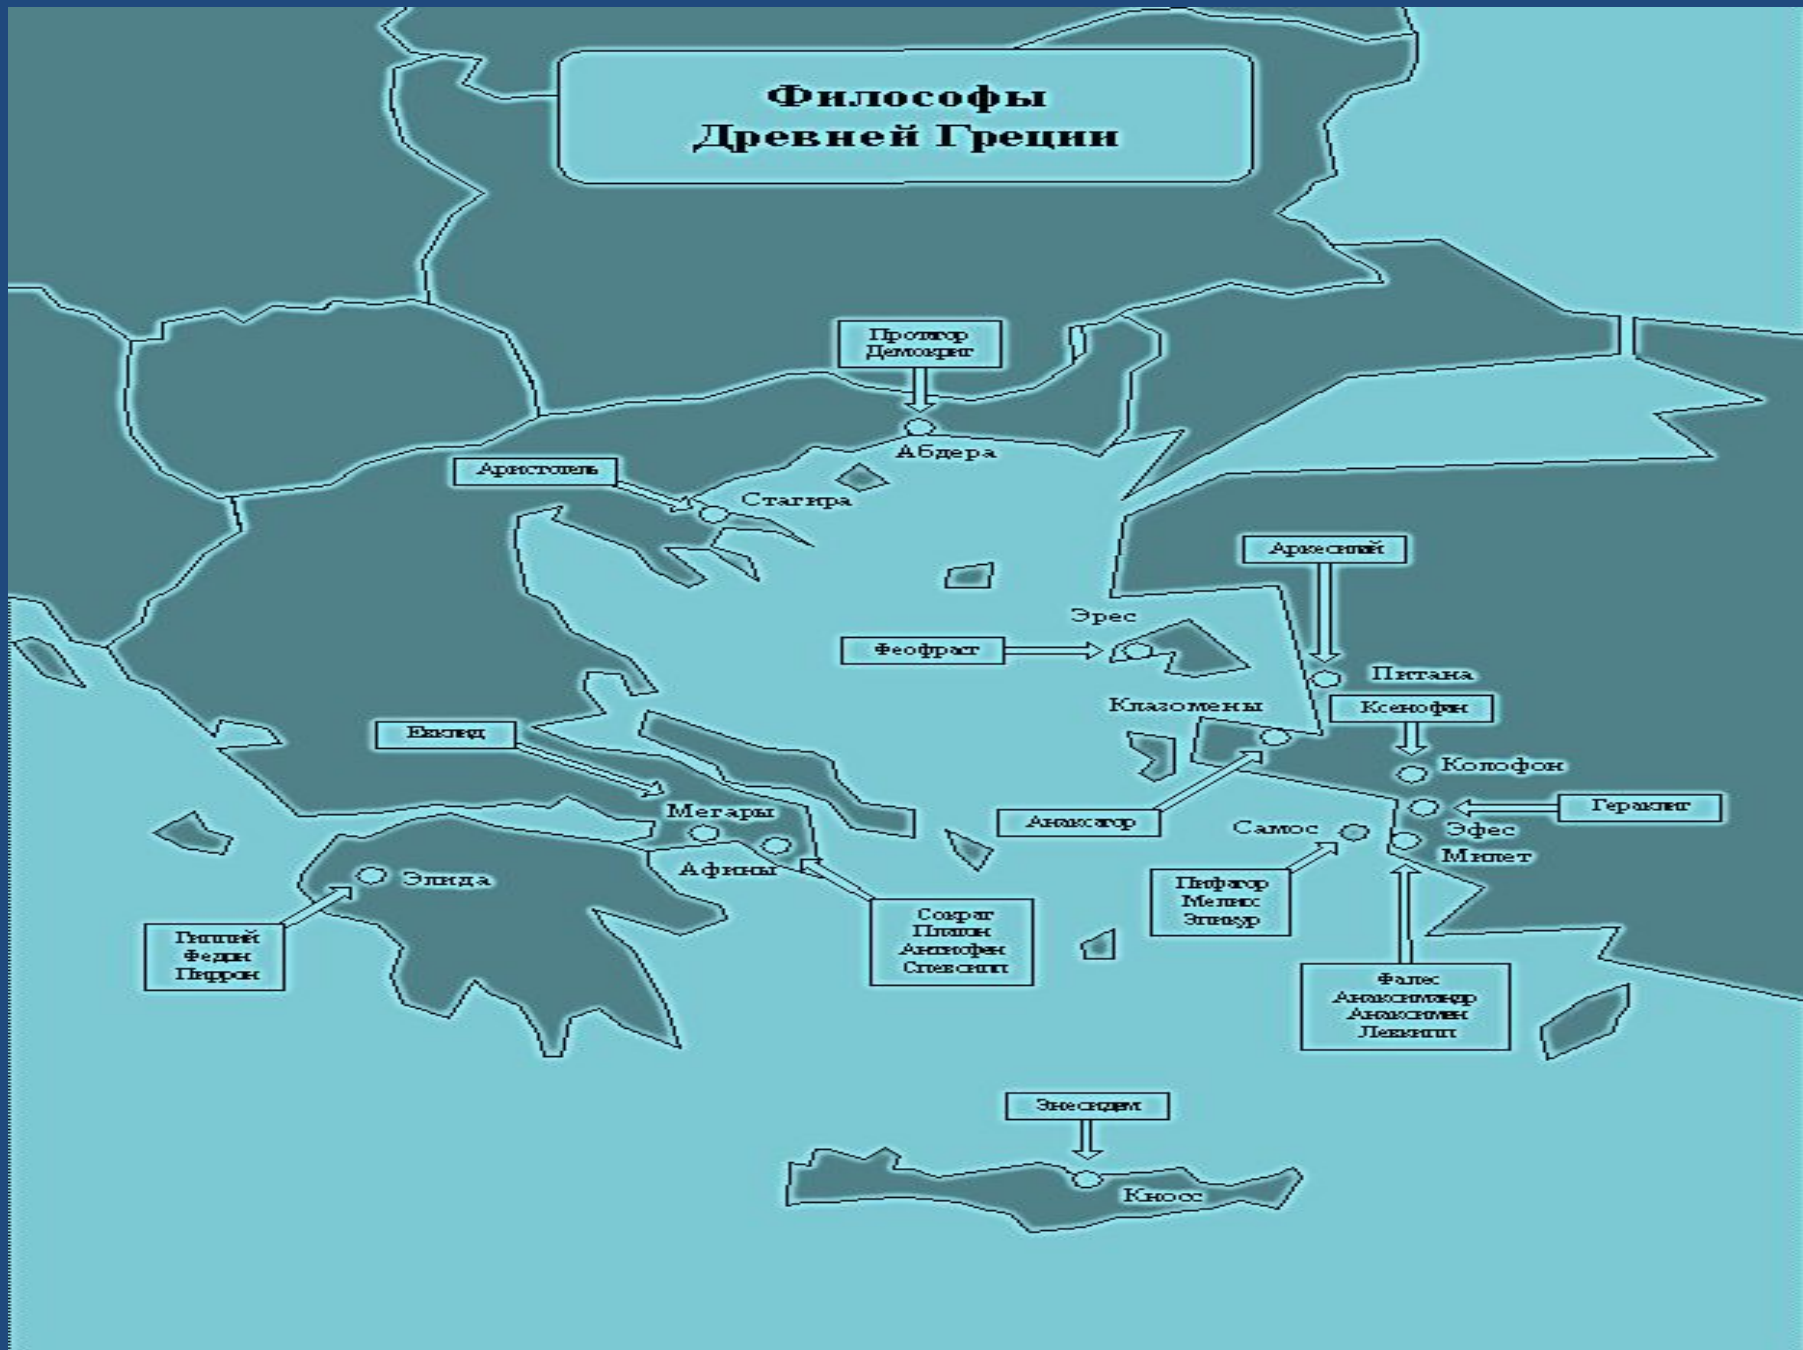 Философы
Древней Греции
Протагор
Демокрит
Абдера
Аристотель
Стагира
Аркесилай
Эрес
Феофраст
Питана
Клазомены
Ксенофан
Евклид
Колофон
Мегары
Гераклит
Анаксагор
Самос
Эфес
Милет
Афины
Элида
Пифагор
Мелисс
Эпикур
Сократ
Платон
Антисфен
Спевсипп
Гиппий
Федон
Пиррон
Фалес
Анаксимандр
Анаксимен
Левкипп
Энесидем
Кносс